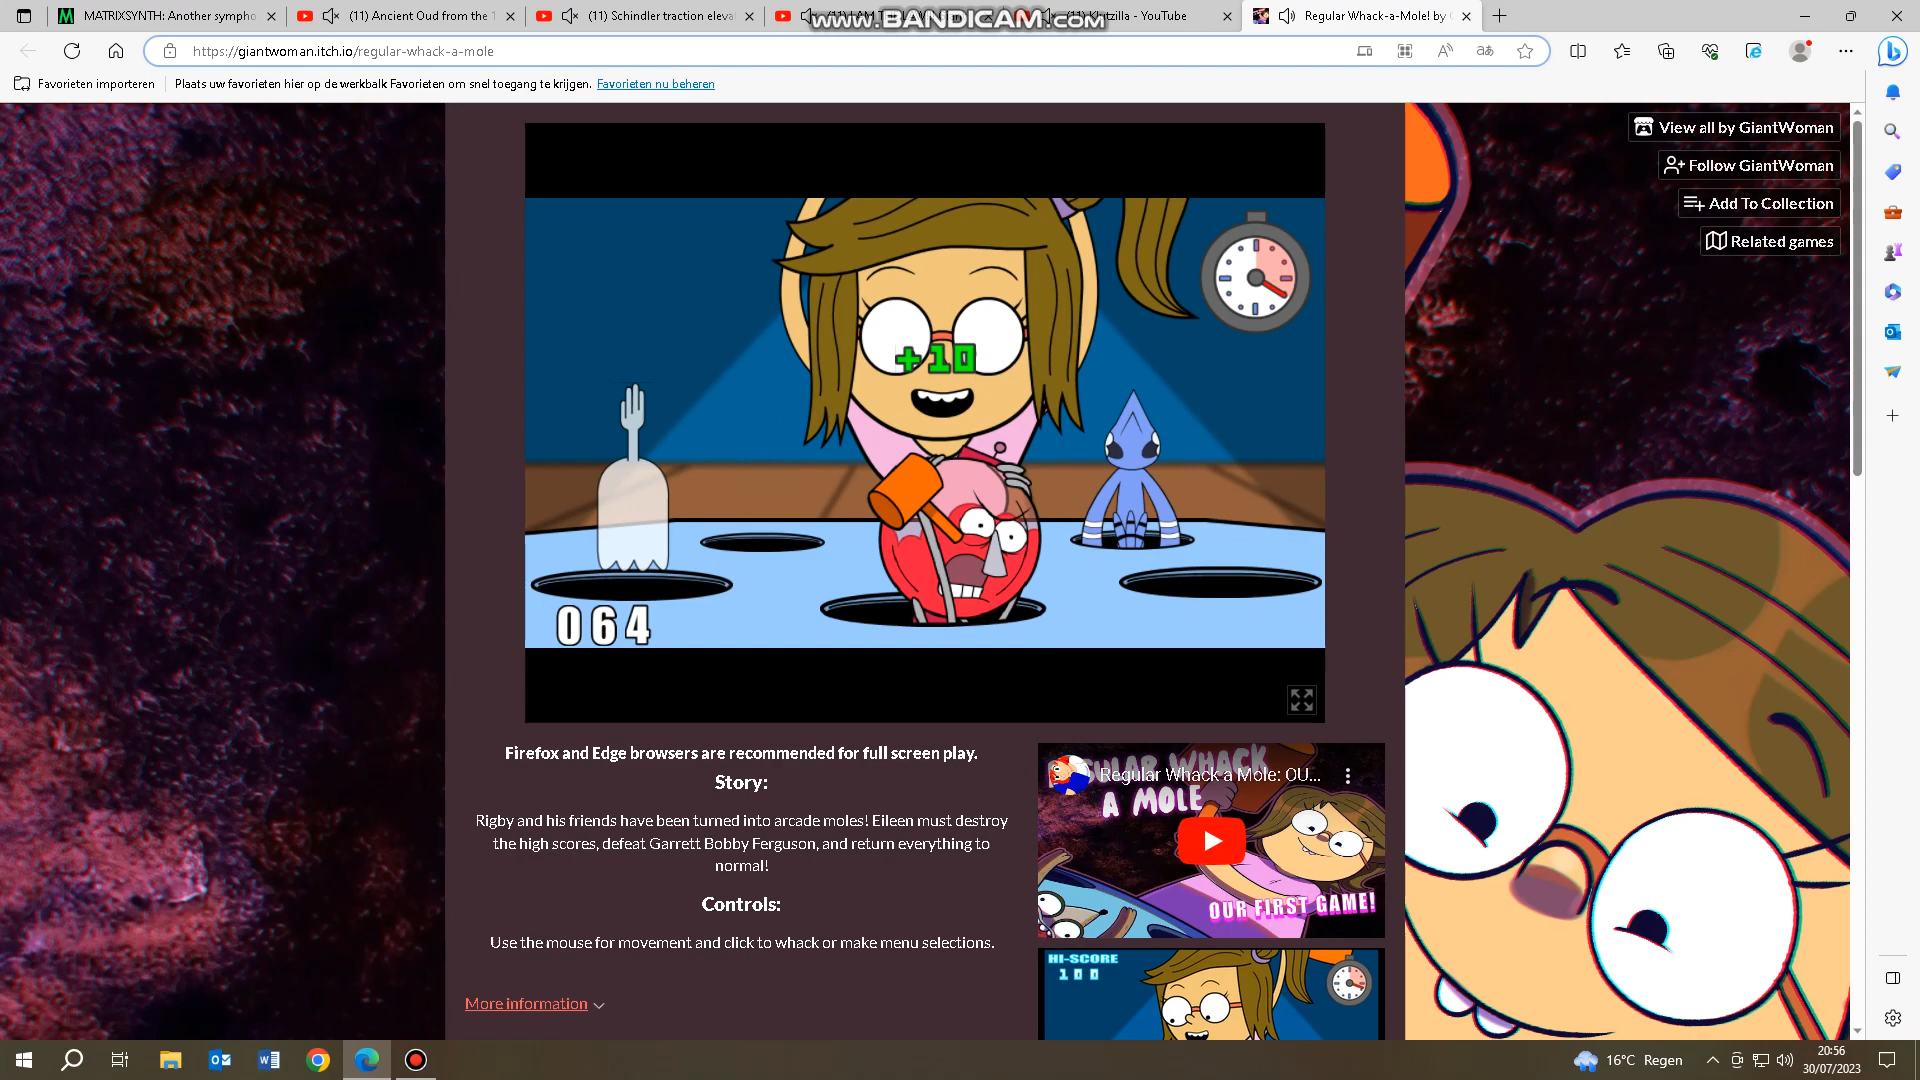 MATRIXSYNTH: Another sympho
(11) Ancient Oud from the 1
(11) Schindler traction eleva
Klutzilla - YouTube
Regular Whack-a-Mole! by G
www.BANDICAM.com
https://giantwoman.itch.io/regular-whack-a-mole
Favorieten importeren
Plaats uw favorieten hier op de werkbalk Favorieten om snel toegang te krijgen. Favorieten nu beheren
View all by GiantWoman
Follow GiantWoman
Add To Collection
Related games
+10
064
Firefox and Edge browsers are recommended for full screen play.
Story:
Rigby and his friends have been turned into arcade moles! Eileen must destroy
the high scores, defeat Garrett Bobby Ferguson, and return everything to
normal!
Controls:
Use the mouse for movement and click to whack or make menu selections.
More information
Regular Whack a Mole: OU...
WHACK
A MOLE
OUR FIRST GAME!
HI-SCORE
100
16°C Regen
20:56
30/07/2023